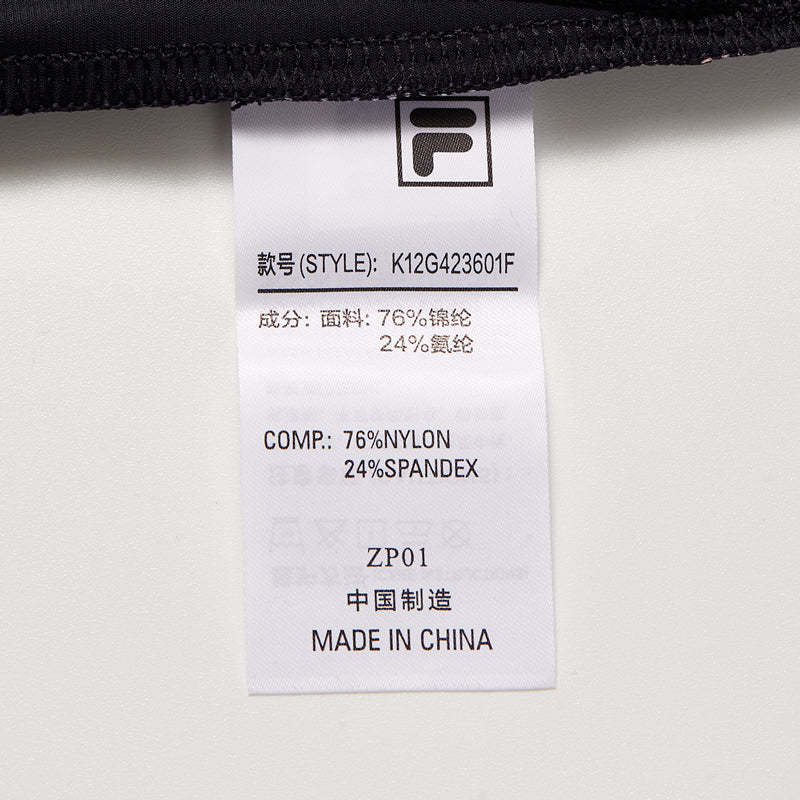 F
款号(STYLE): K12G423601F
成分: 面料: 76%锦纶
24%氨纶
COMP.: 76%NYLON
24%SPANDEX
ZP01
中国制造
MADE IN CHINA